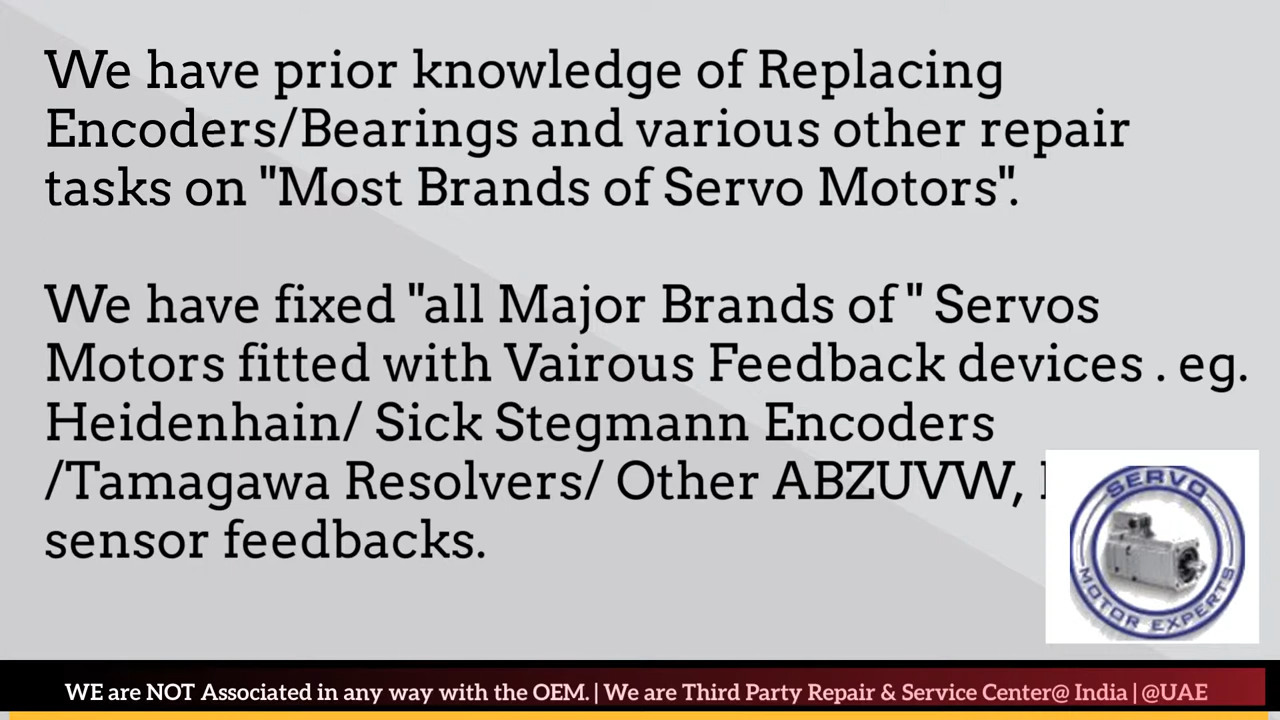 We have prior knowledge of Replacing
Encoders/Bearings and various other repair
tasks on "Most Brands of Servo Motors".
We have fixed "all Major Brands of " Servos
Motors fitted with Vairous Feedback devices . eg.
Heidenhain/ Sick Stegmann Encoders
/Tamagawa Resolvers/ Other ABZUVW,
sensor feedbacks.
SERVO
MOTOR EXPERTS
WE are NOT Associated in any way with the OEM. | We are Third Party Repair & Service Center@ India | @UAE